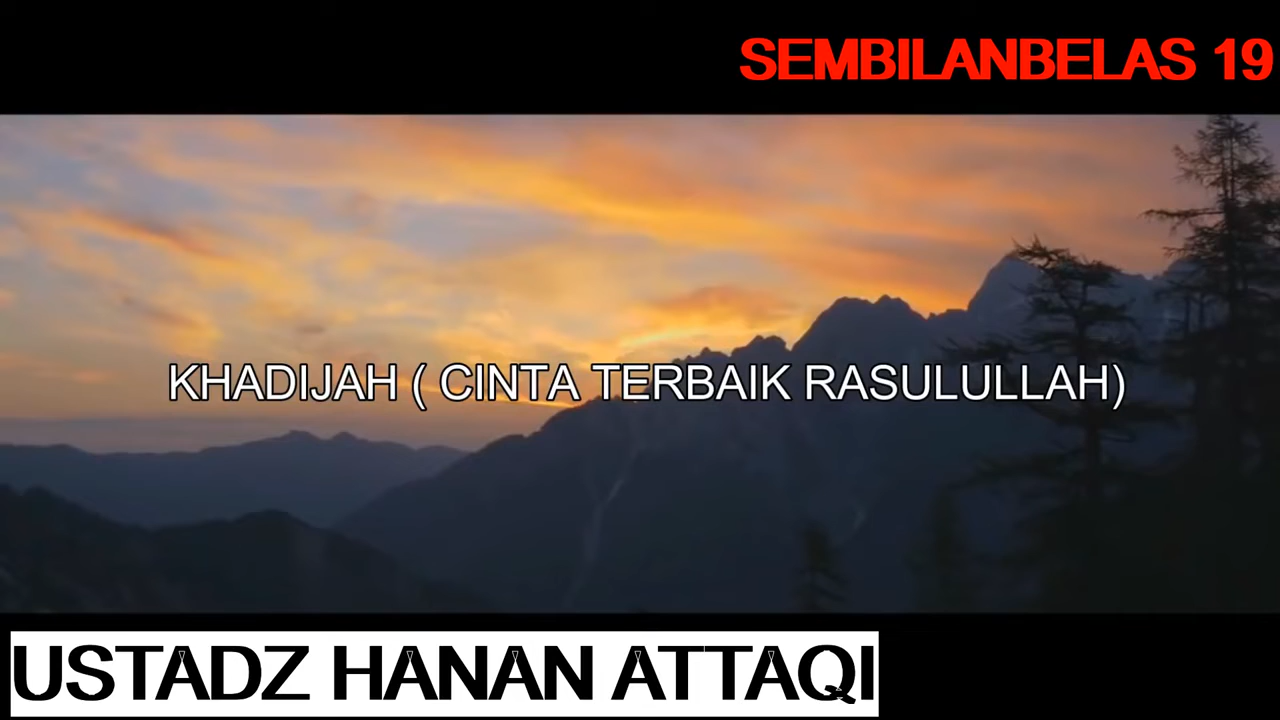 SEMBILANBELAS 19
KHADIJAH ( CINTA TERBAIK RASULULLAH)
USTADZ HANAN ATTAQI